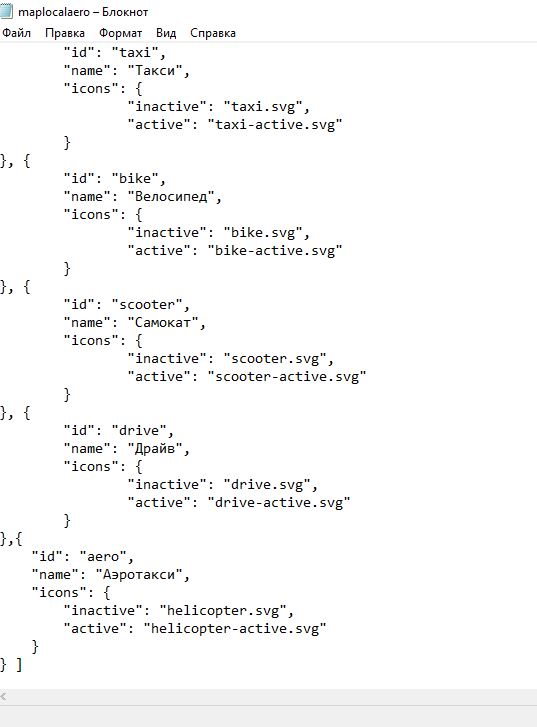 maplocalaero – Блокнот
Файл Правка Формат Вид Справка
"id": "taxi",
"name": "Такси",
"icons": {
"inactive": "taxi.svg",
"active": "taxi-active.svg"
}
}, {
"id": "bike",
"name": "Велосипед",
"icons": {
"inactive": "bike.svg",
"active": "bike-active.svg"
}
}, {
"id": "scooter",
"name": "Самокат",
"icons": {
"inactive": "scooter.svg",
"active": "scooter-active.svg"
}
}, {
"id": "drive",
"name": "Драйв",
"icons": {
"inactive": "drive.svg",
"active": "drive-active.svg"
}
},{
"id": "aero",
"name": "Аэротакси",
"icons": {
"inactive": "helicopter.svg",
"active": "helicopter-active.svg"
}
} ]